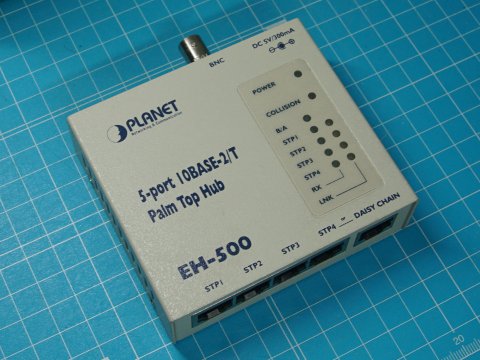 BNC
DC 5V/300mA
PLANET
Networking & Communication
5-port 10BASE-2/T
Palm Top Hub
EH-500
POWER
COLLISION
B/A
STP1
STP2
STP3
STP4
RX
LNK
STP1 STP2 STP3 STP4 DAISY CHAIN
20